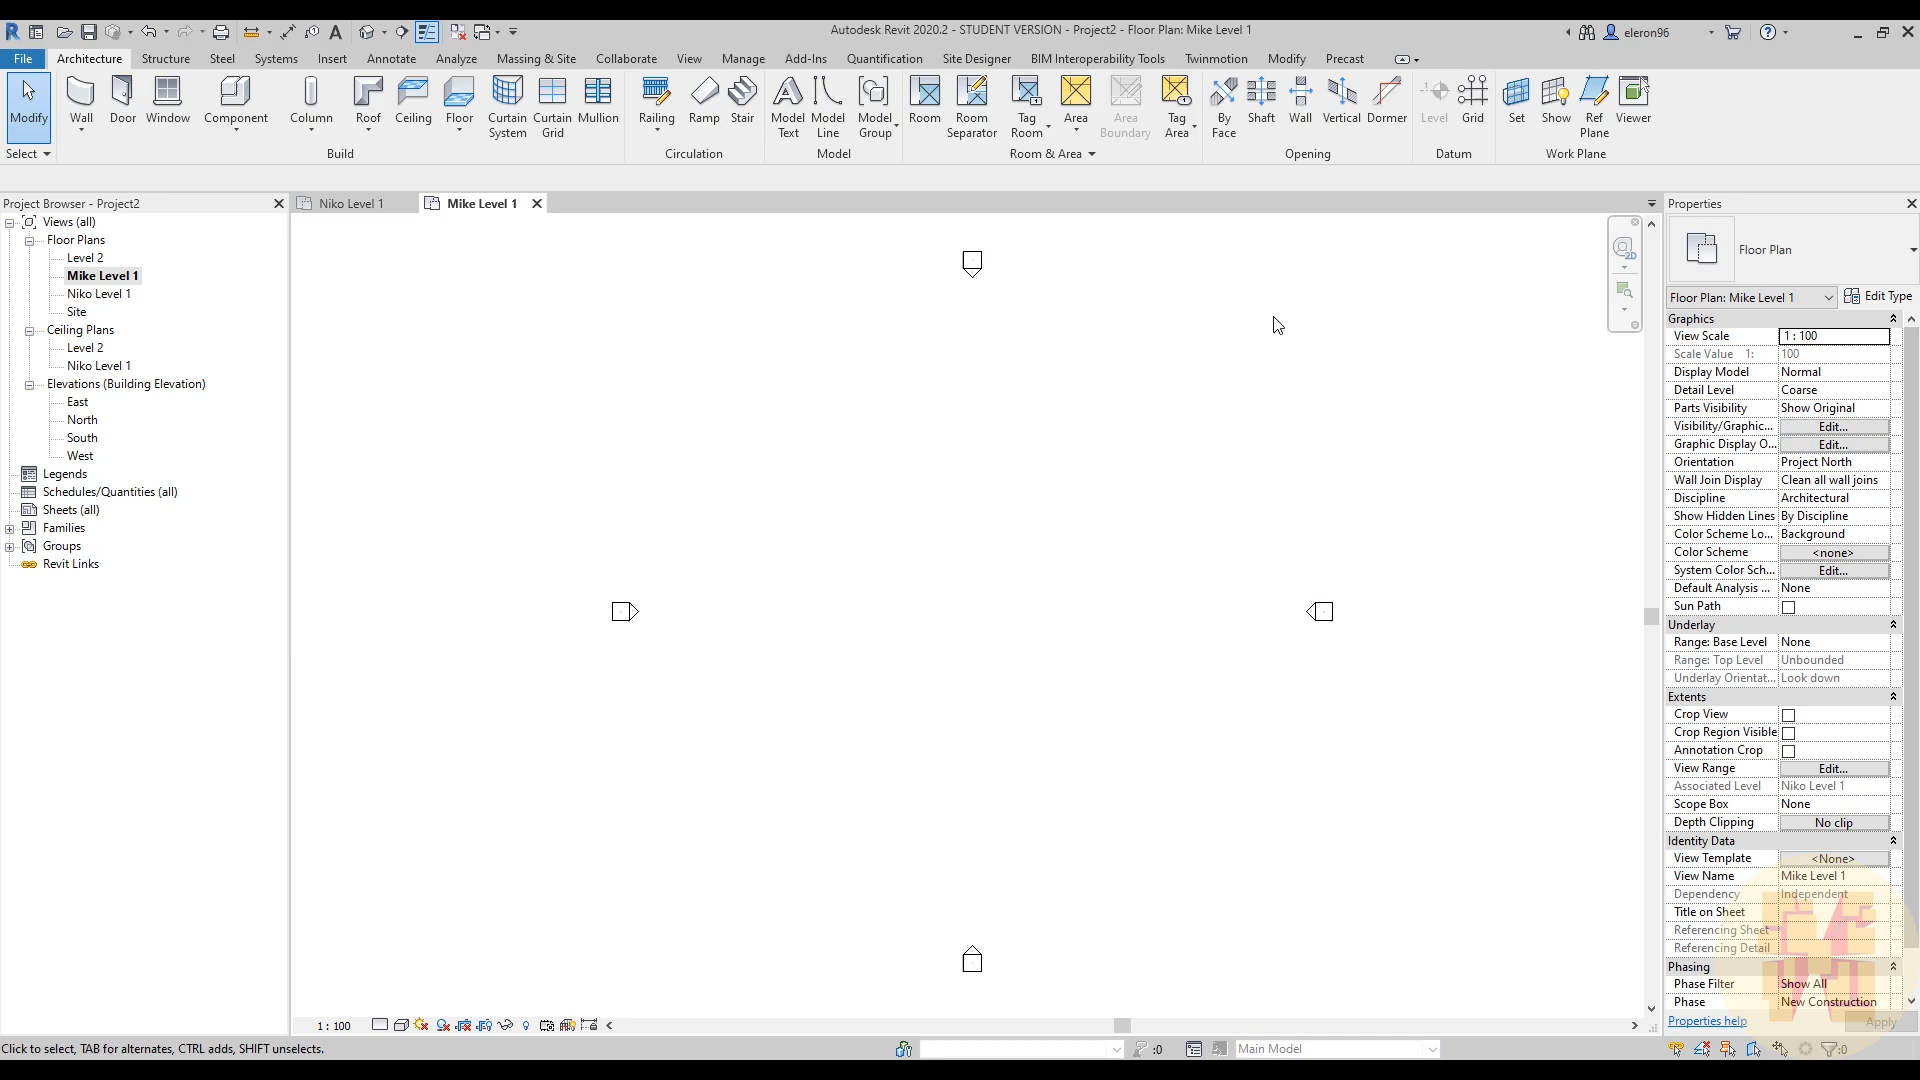 Autodesk Revit 2020.2 - STUDENT VERSION - Project2 - Floor Plan: Mike Level 1
eleron96
File
Architecture
Structure
Steel
Systems
Insert
Annotate
Analyze
Massing & Site
Collaborate
View
Manage
Add-Ins
Quantification
Site Designer
BIM Interoperability Tools
Twinmotion
Modify
Precast
Modify
Wall
Door
Window
Component
Column
Roof
Ceiling
Floor
Curtain System
Curtain Grid
Mullion
Railing
Ramp
Stair
Model Text
Model Line
Model Group
Room
Room Separator
Tag Room
Area
Area Boundary
Tag Area
By Face
Shaft
Wall
Vertical
Dormer
Level
Grid
Set
Show
Ref Plane
Viewer
Select
Build
Circulation
Model
Room & Area
Opening
Datum
Work Plane
Project Browser - Project2
Views (all)
Floor Plans
Level 2
Mike Level 1
Niko Level 1
Site
Ceiling Plans
Level 2
Niko Level 1
Elevations (Building Elevation)
East
North
South
West
Legends
Schedules/Quantities (all)
Sheets (all)
Families
Groups
Revit Links
Niko Level 1
Mike Level 1
2D
Properties
Floor Plan
Floor Plan: Mike Level 1
Edit Type
Graphics
View Scale 1 : 100
Scale Value 1: 100
Display Model Normal
Detail Level Coarse
Parts Visibility Show Original
Visibility/Graphic... Edit...
Graphic Display O... Edit...
Orientation Project North
Wall Join Display Clean all wall joins
Discipline Architectural
Show Hidden Lines By Discipline
Color Scheme Lo... Background
Color Scheme <none>
System Color Sch... Edit...
Default Analysis ... None
Sun Path
Underlay
Range: Base Level None
Range: Top Level Unbounded
Underlay Orientat... Look down
Extents
Crop View
Crop Region Visible
Annotation Crop
View Range Edit...
Associated Level Niko Level 1
Scope Box None
Depth Clipping No clip
Identity Data
View Template <None>
View Name Mike Level 1
Dependency Independent
Title on Sheet
Referencing Sheet
Referencing Detail
Phasing
Phase Filter Show All
Phase New Construction
Properties help
Apply
1 : 100
Click to select, TAB for alternates, CTRL adds, SHIFT unselects.
:0
Main Model
:0